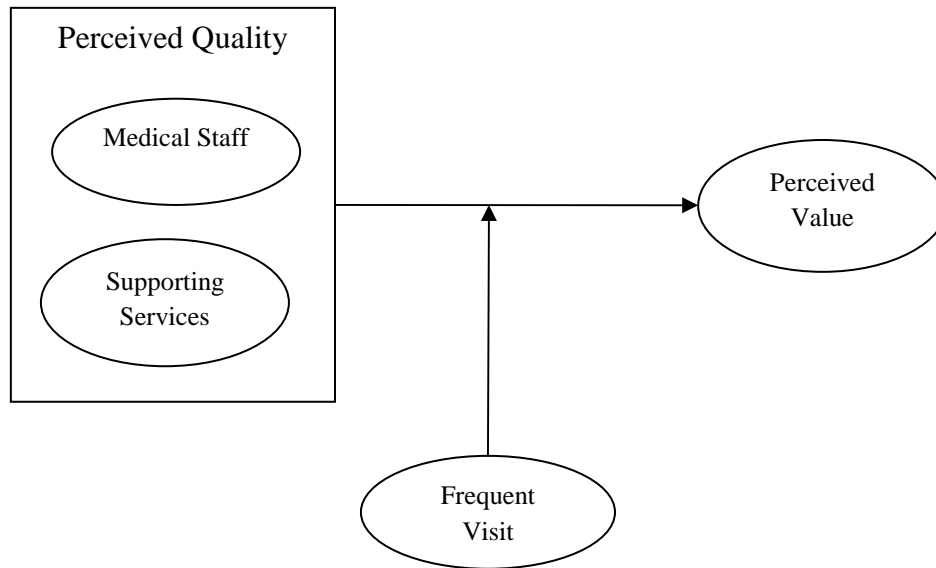 Perceived Quality
Medical Staff
Supporting
Services
Perceived
Value
Frequent
Visit